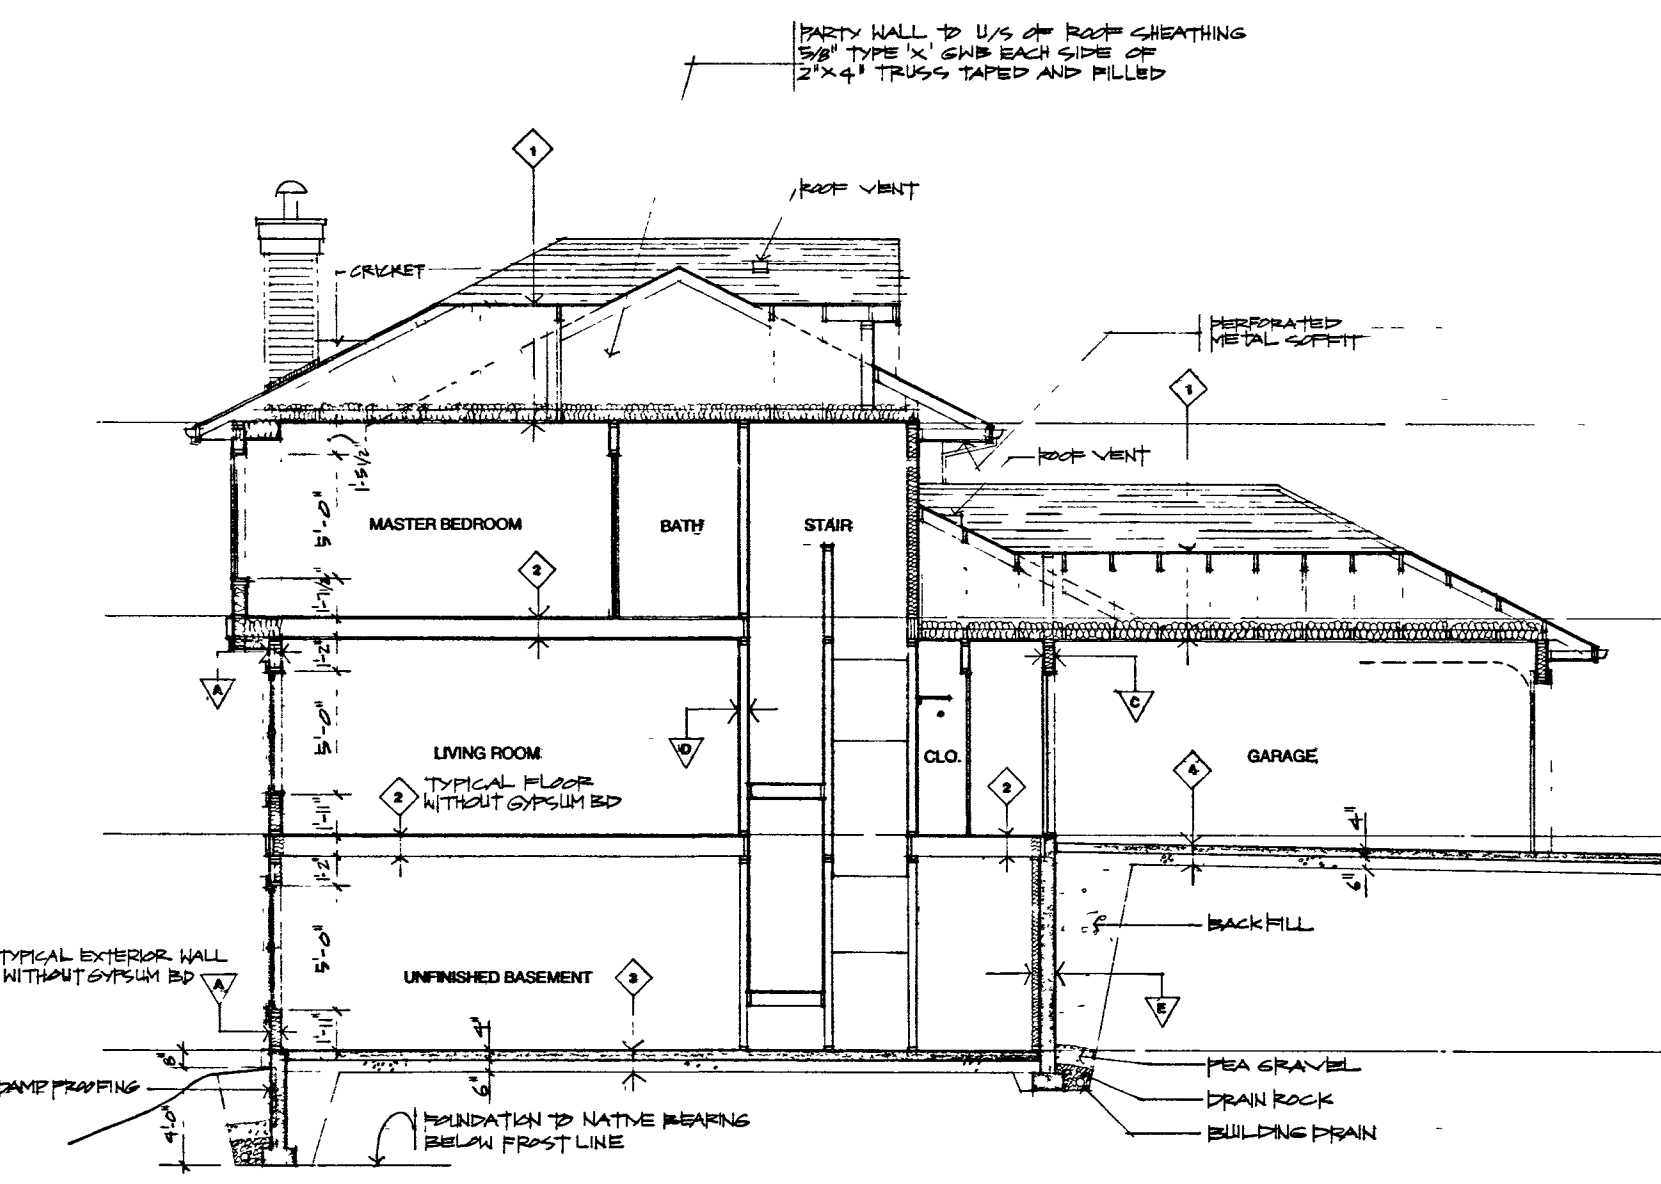 PARTY WALL TO U/S OF ROOF SHEATHING
5/8" TYPE 'X' GWB EACH SIDE OF
2"X4" TRUSS TAPED AND FILLED
1
ROOF VENT
CRICKET
PERFORATED
METAL SOFFIT
1
ROOF VENT
1'-5 1/2"
5'-0"
MASTER BEDROOM
BATH
STAIR
2
1'-7 1/2"
1'-2"
A
C
5'-0"
D
LIVING ROOM
CLO.
GARAGE
2
TYPICAL FLOOR
WITHOUT GYPSUM BD
2
4
1'-11"
4"
1'-2"
6"
BACKFILL
5'-0"
TYPICAL EXTERIOR WALL
WITHOUT GYPSUM BD
A
UNFINISHED BASEMENT
3
E
1'-11"
4"
8"
6"
PEA GRAVEL
DAMPPROOFING
DRAIN ROCK
4'-0"
FOUNDATION TO NATIVE BEARING
BELOW FROST LINE
BUILDING DRAIN